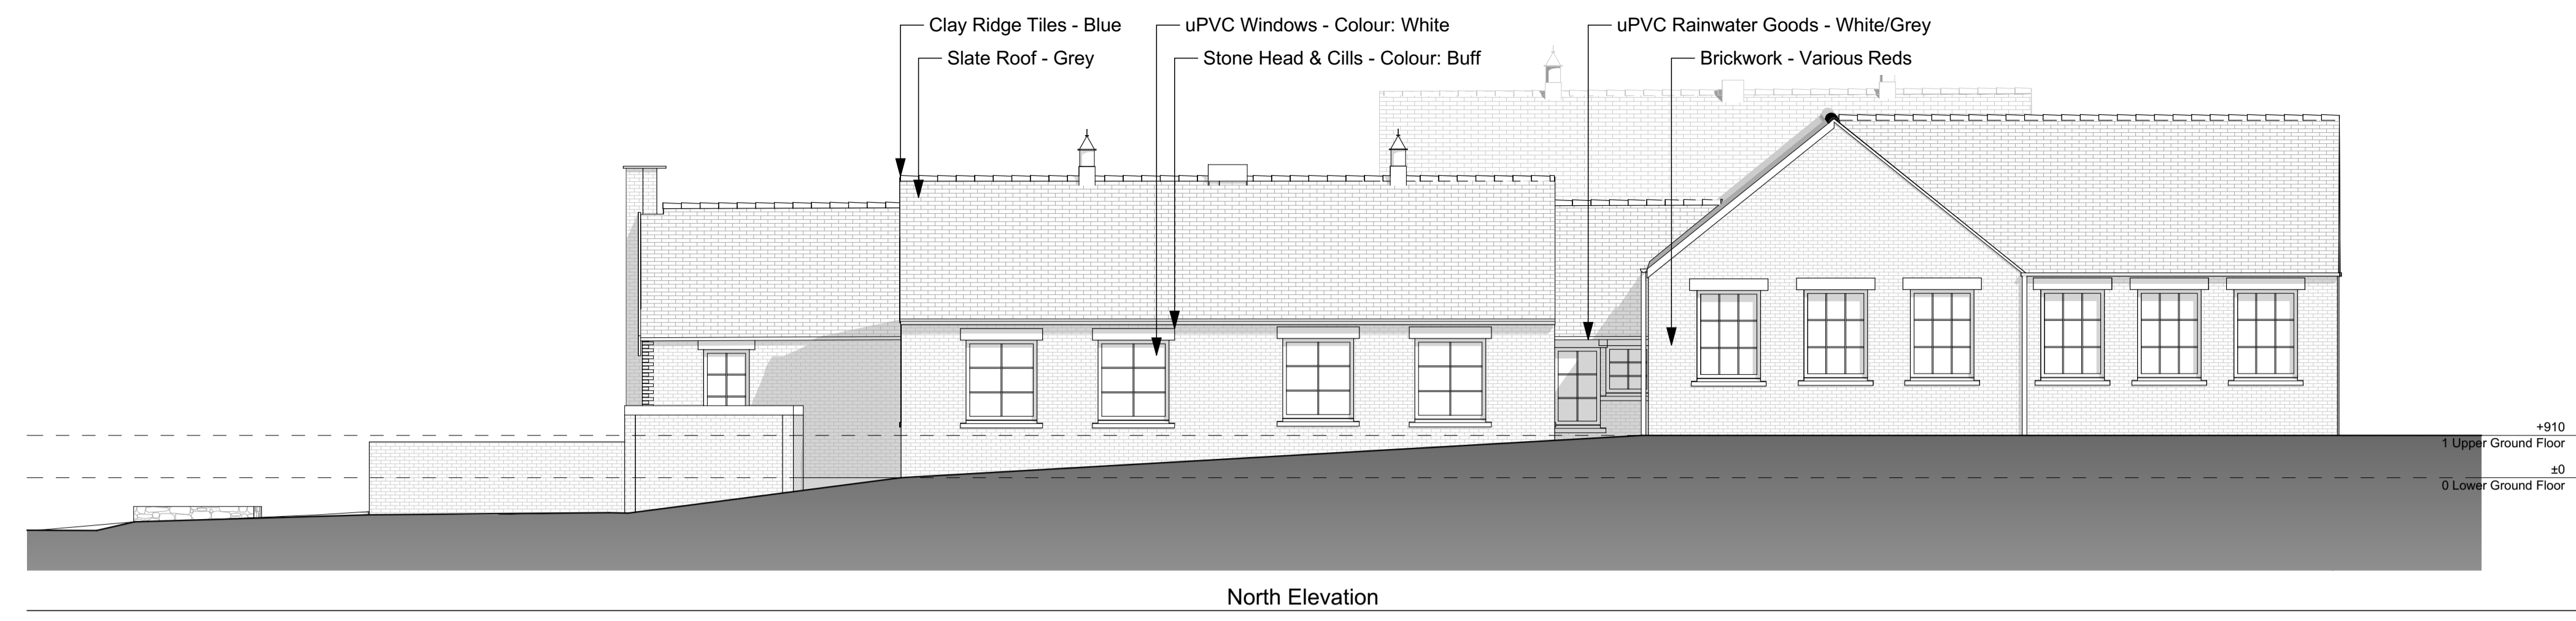 Clay Ridge Tiles - Blue
uPVC Windows - Colour: White
uPVC Rainwater Goods - White/Grey
Slate Roof - Grey
Stone Head & Cills - Colour: Buff
Brickwork - Various Reds
+910
1 Upper Ground Floor
±0
0 Lower Ground Floor
North Elevation